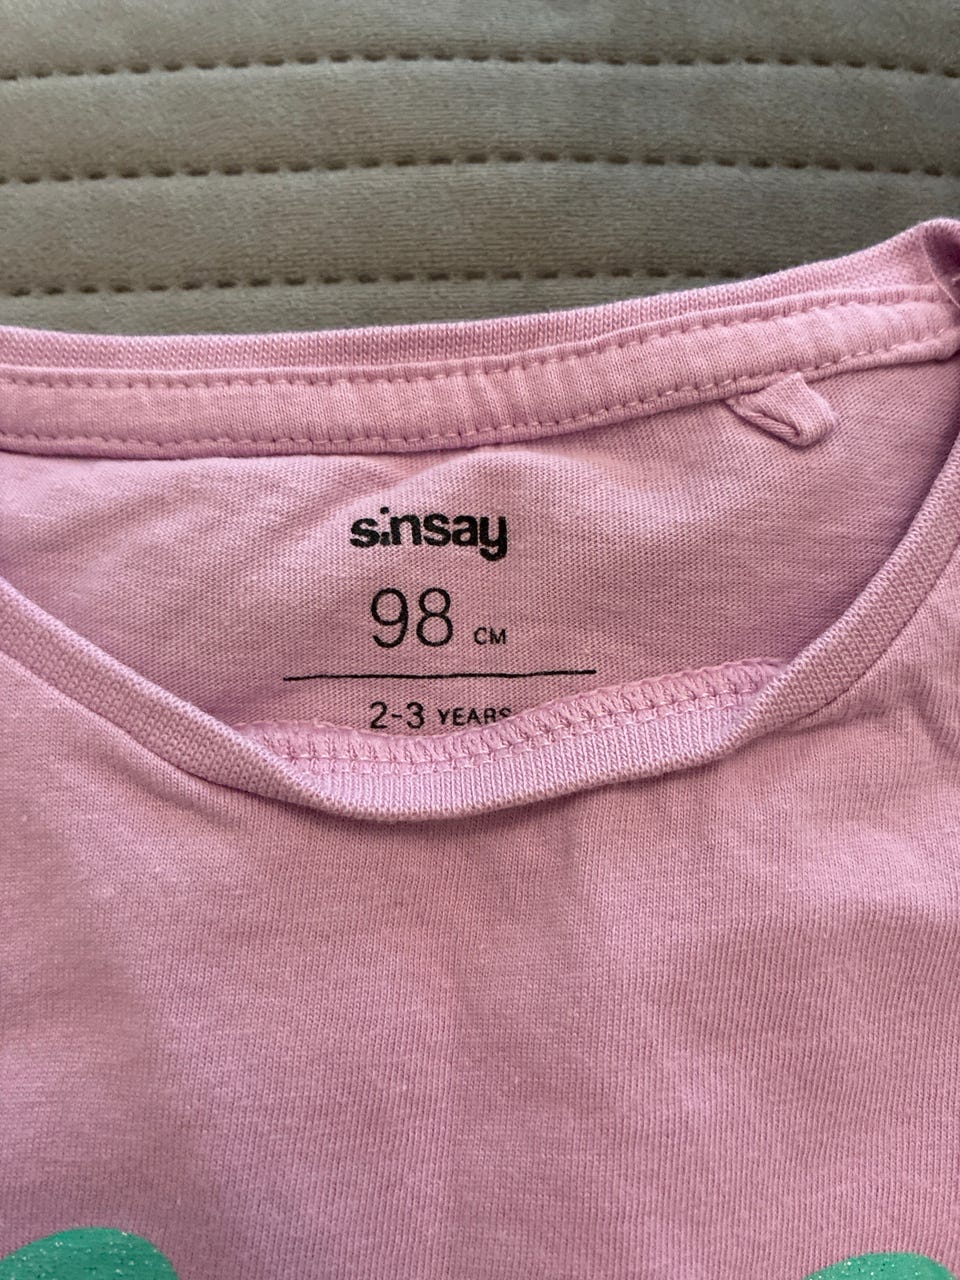 sinsay
98 CM
2-3 YEARS